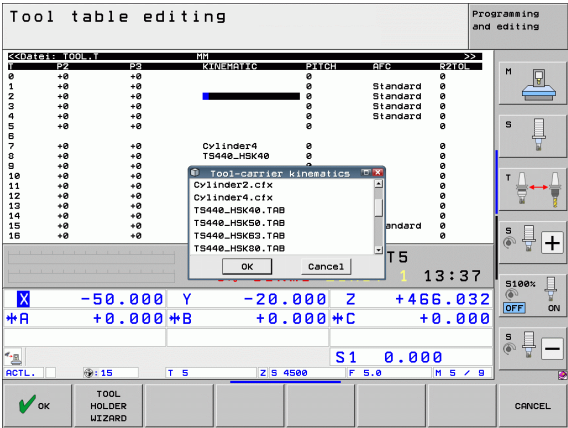 Tool table editing
Programming
and editing
<<Datei: TOOL.T MM >>
T P2 P3 KINEMATIC PITCH AFC R2TOL
0 +0 +0 0 0
1 +0 +0 0 Standard 0
2 +0 +0 0 Standard 0
3 +0 +0 0 Standard 0
4 +0 +0 0 Standard 0
5 +0 +0 0 0
6
7 +0 +0 Cylinder4 0 0
8 +0 +0 TS440_HSK40 0 0
9 +0 +0 0
10 +0 +0 0
11 +0 +0 0
12 +0 +0 0
13 +0 +0 0
14 +0 +0 0
15 +0 +0 andard 0
16 +0 +0 0
Tool-carrier kinematics
Cylinder2.cfx
Cylinder4.cfx
TS440_HSK40.TAB
TS440_HSK50.TAB
TS440_HSK63.TAB
TS440_HSK80.TAB
OK Cancel
T5
1 13:37
X -50.000 Y -20.000 Z +466.032
A +0.000 B +0.000 C +0.000
S1 0.000
ACTL. :15 T 5 Z S 4500 F 5.0 M 5 / 9
M
S
T
S
S100%
OFF ON
S
OK
TOOL
HOLDER
WIZARD
CANCEL